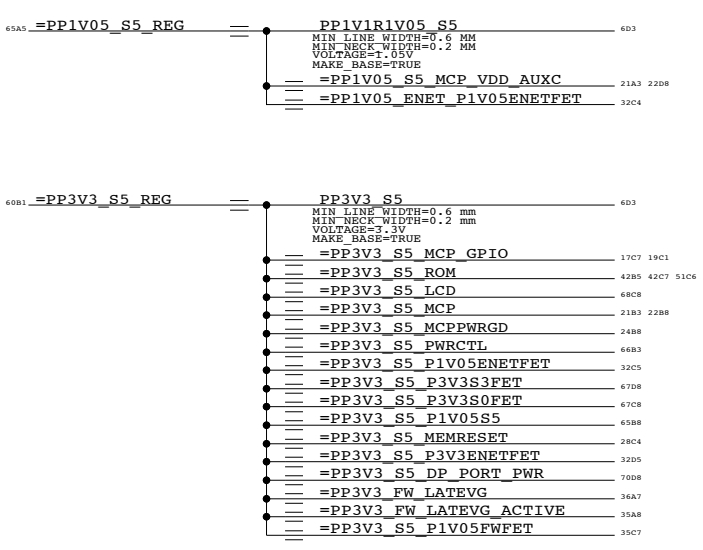 65A5 =PP1V05_S5_REG PP1V1R1V05_S5 6D3
MIN_LINE_WIDTH=0.6 MM
MIN_NECK_WIDTH=0.2 MM
VOLTAGE=1.05V
MAKE_BASE=TRUE
=PP1V05_S5_MCP_VDD_AUXC 21A3 22D8
=PP1V05_ENET_P1V05ENETFET 32C4
60B1 =PP3V3_S5_REG PP3V3_S5 6D3
MIN_LINE_WIDTH=0.6 mm
MIN_NECK_WIDTH=0.2 mm
VOLTAGE=3.3V
MAKE_BASE=TRUE
=PP3V3_S5_MCP_GPIO 17C7 19C1
=PP3V3_S5_ROM 42B5 42C7 51C6
=PP3V3_S5_LCD 68C8
=PP3V3_S5_MCP 21B3 22B8
=PP3V3_S5_MCPPWRGD 24B8
=PP3V3_S5_PWRCTL 66B3
=PP3V3_S5_P1V05ENETFET 32C5
=PP3V3_S5_P3V3S3FET 67D8
=PP3V3_S5_P3V3S0FET 67C8
=PP3V3_S5_P1V05S5 65B8
=PP3V3_S5_MEMRESET 28C4
=PP3V3_S5_P3V3ENETFET 32D5
=PP3V3_S5_DP_PORT_PWR 70D8
=PP3V3_FW_LATEVG 36A7
=PP3V3_FW_LATEVG_ACTIVE 35A8
=PP3V3_S5_P1V05FWFET 35C7